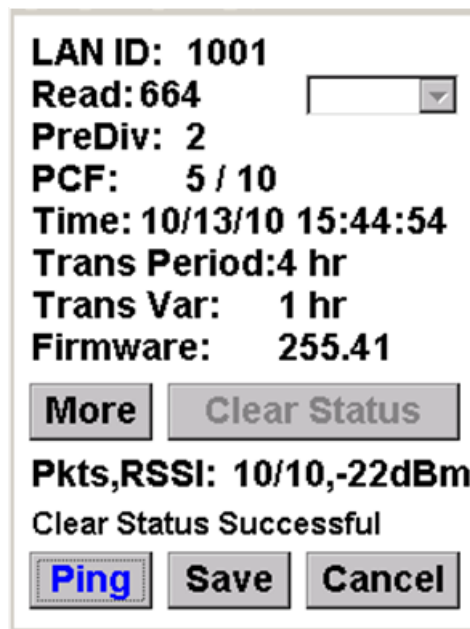 LAN ID: 1001
Read: 664
PreDiv: 2
PCF: 5 / 10
Time: 10/13/10 15:44:54
Trans Period:4 hr
Trans Var: 1 hr
Firmware: 255.41
More Clear Status
Pkts,RSSI: 10/10,-22dBm
Clear Status Successful
Ping Save Cancel